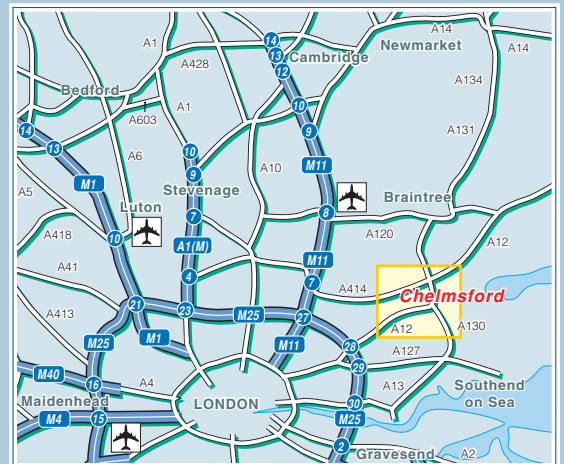 A14
A1
14
Newmarket
A14
13
Cambridge
A428
12
A134
Bedford
10
A1
A603
14
9
A131
13
10
A6
M11
A10
9
M1
Stevenage
A5
Braintree
Luton
7
8
A418
10
A120
A12
A1(M)
M11
A41
4
7
A414
Chelmsford
21
A413
23
M25
27
A12
A130
M25
M1
M11
28
A127
29
M40
16
A4
A13
Southend
on Sea
Maidenhead
LONDON
30
M4
15
M25
2
Gravesend
A2